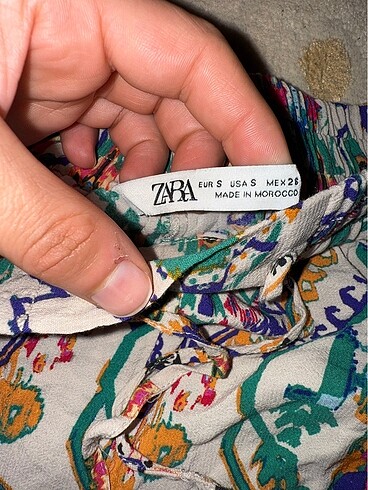 ZARA EUR S USA S MEX 26
MADE IN MOROCCO